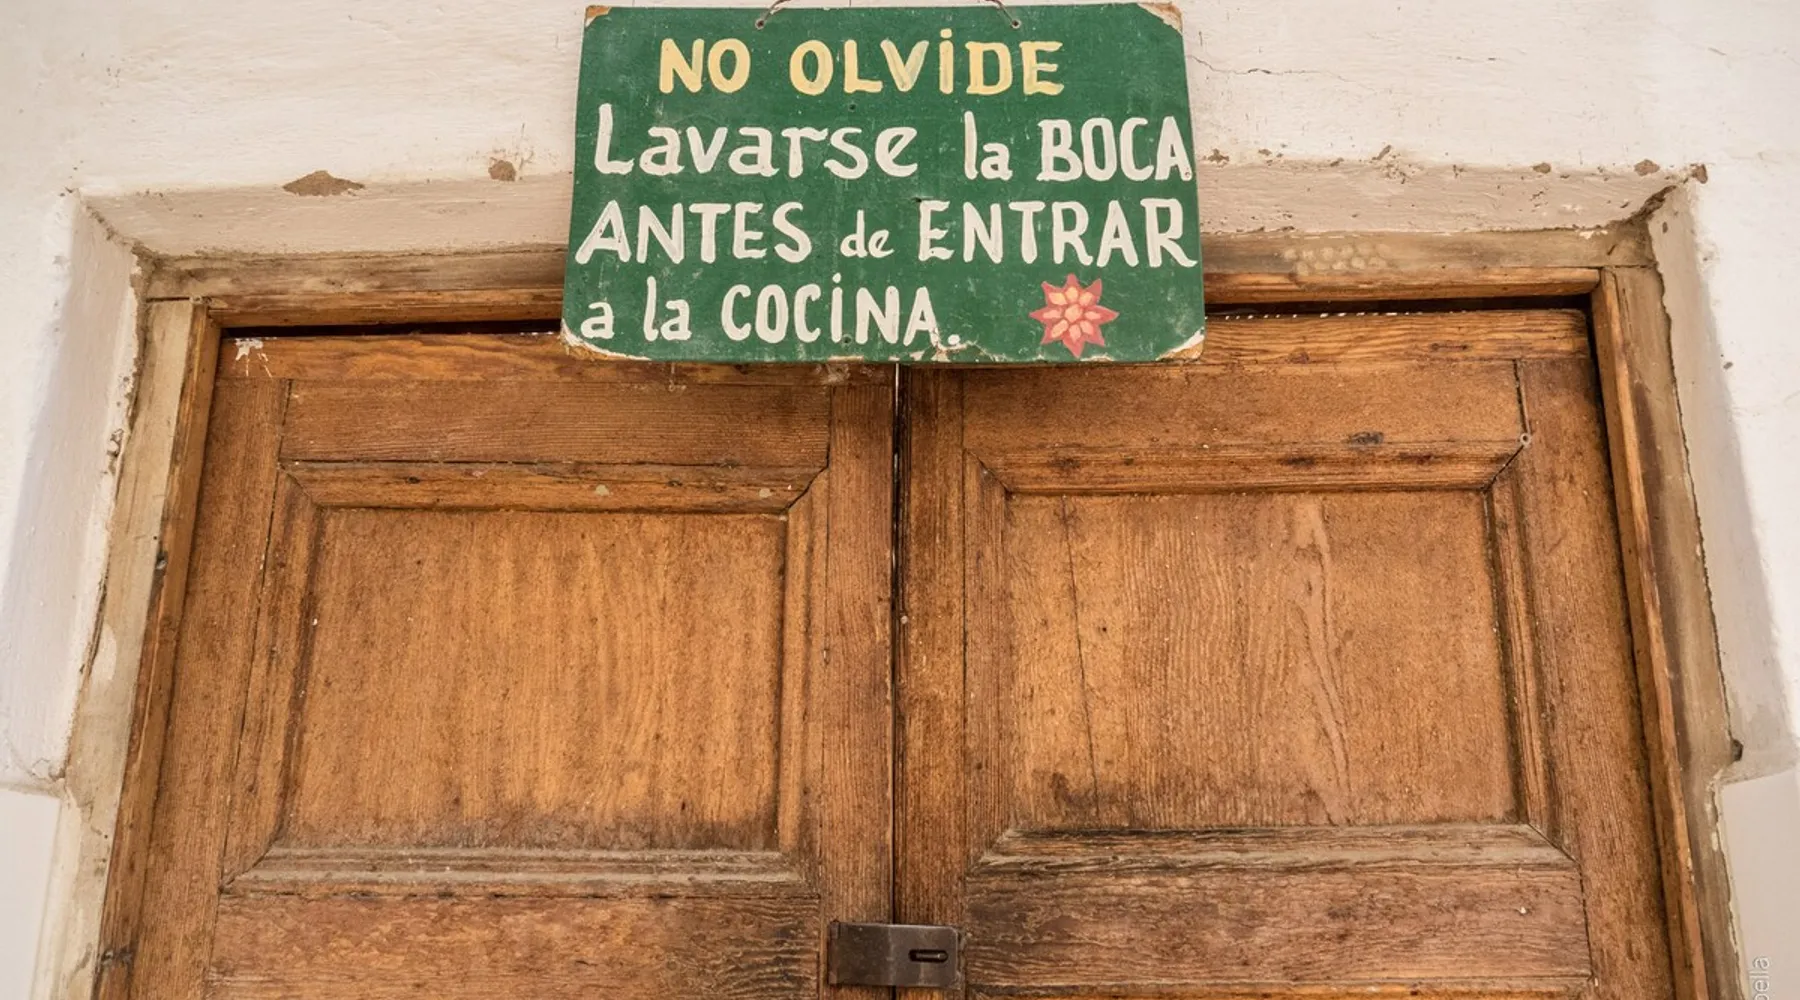 NO OLVIDE
Lavarse la BOCA
ANTES de ENTRAR
a la COCINA.